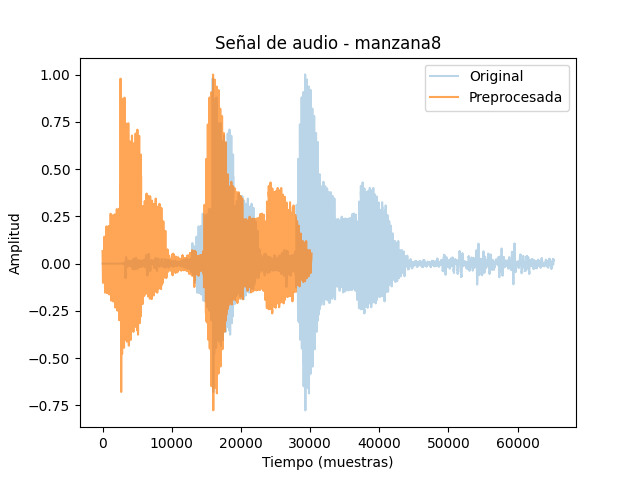 Señal de audio - manzana8
Original
Preprocesada
1.00
0.75
0.50
0.25
0.00
−0.25
−0.50
−0.75
Amplitud
0 10000 20000 30000 40000 50000 60000
Tiempo (muestras)